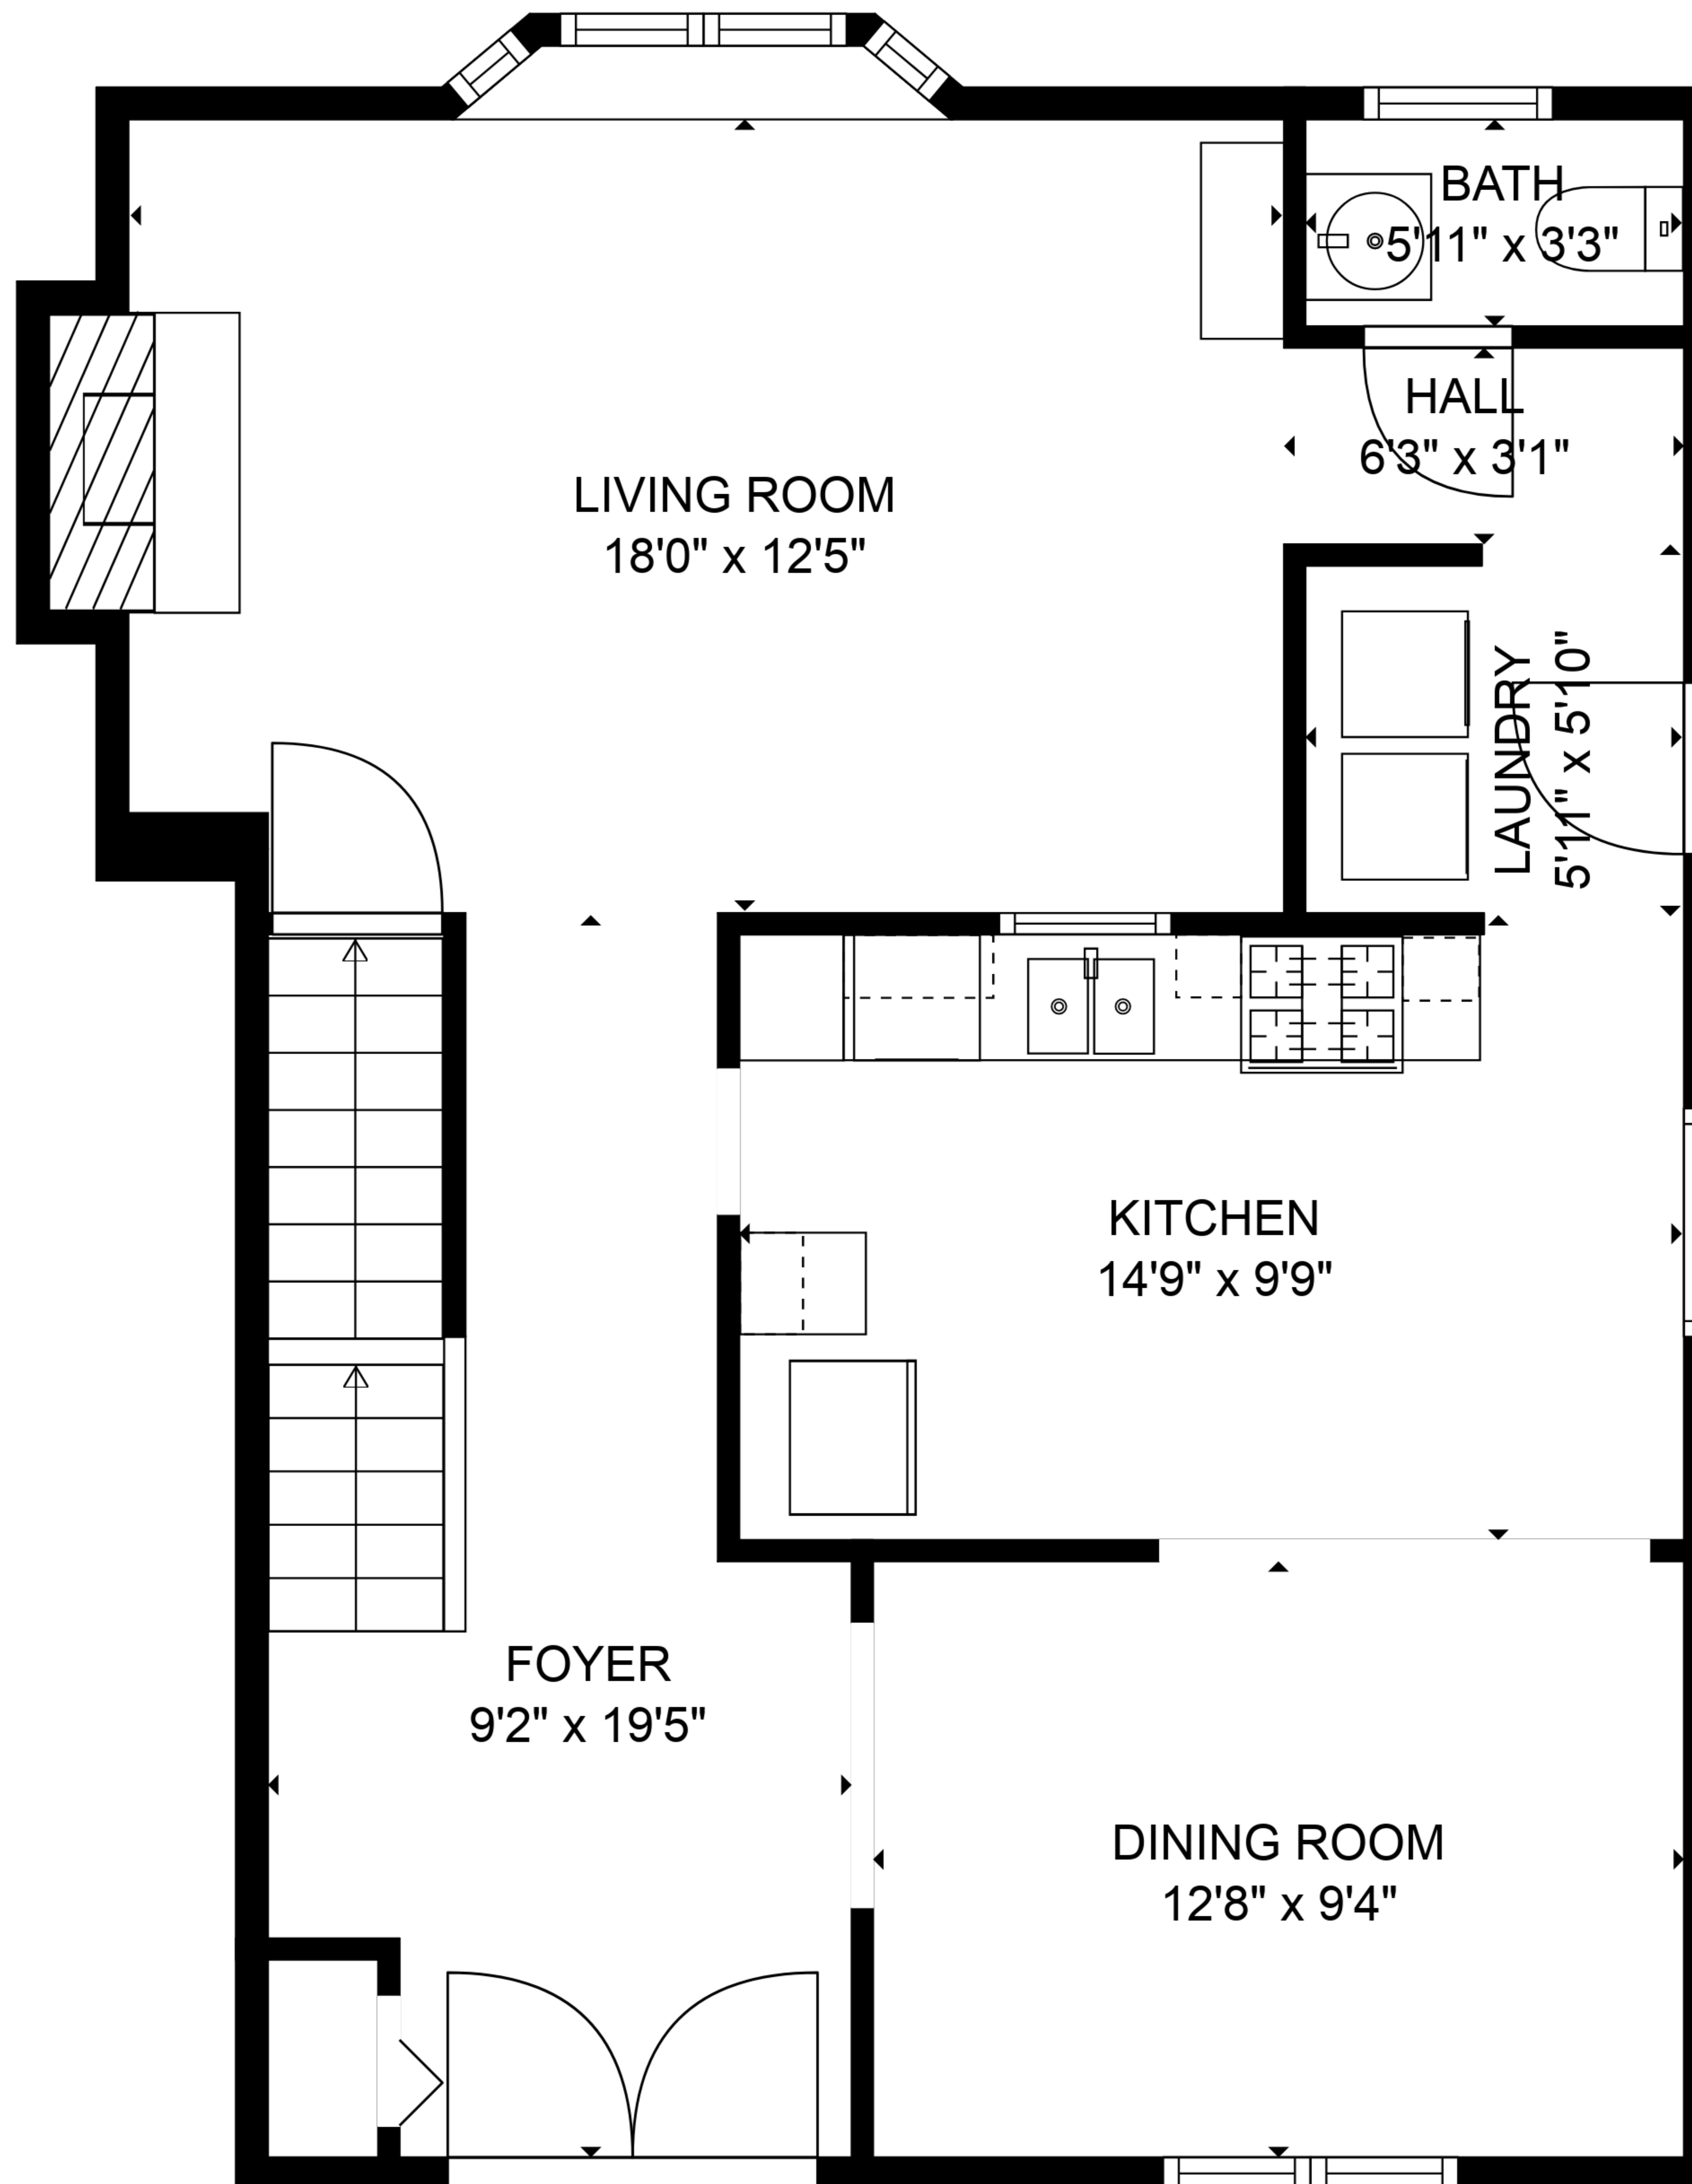 BATH
5'11" x 3'3"
HALL
6'3" x 3'1"
LIVING ROOM
18'0" x 12'5"
LAUNDRY
5'11" x 5'10"
KITCHEN
14'9" x 9'9"
FOYER
9'2" x 19'5"
DINING ROOM
12'8" x 9'4"